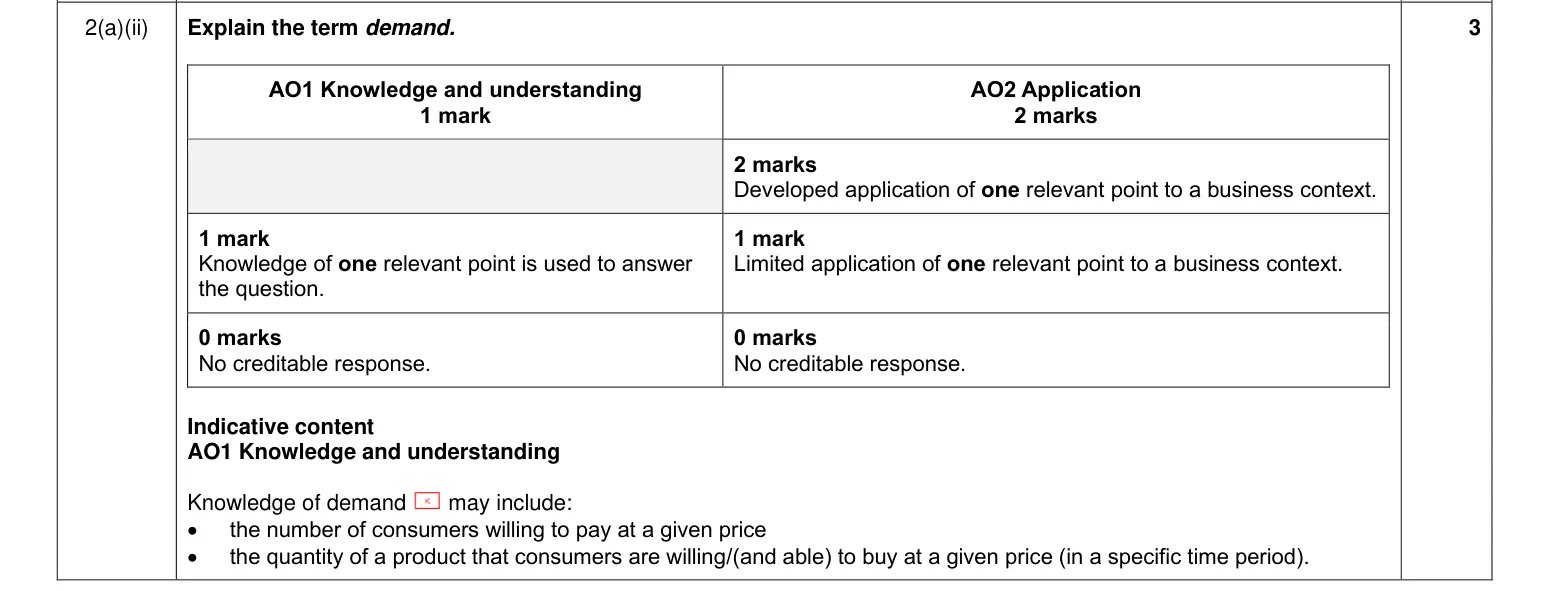 2(a)(ii)
Explain the term demand.
3
AO1 Knowledge and understanding
1 mark
AO2 Application
2 marks
2 marks
Developed application of one relevant point to a business context.
1 mark
Knowledge of one relevant point is used to answer
the question.
1 mark
Limited application of one relevant point to a business context.
0 marks
No creditable response.
0 marks
No creditable response.
Indicative content
AO1 Knowledge and understanding
Knowledge of demand K may include:
• the number of consumers willing to pay at a given price
• the quantity of a product that consumers are willing/(and able) to buy at a given price (in a specific time period).